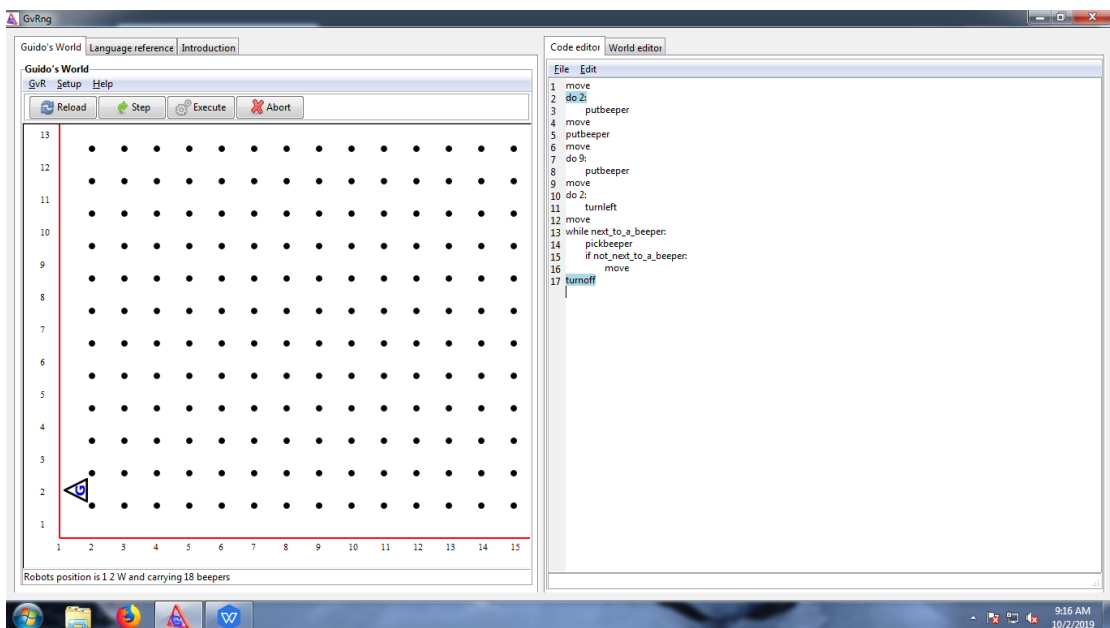 GvRng
Guido's World Language reference Introduction
Guido's World
GvR Setup Help
Reload Step Execute Abort
13
12
11
10
9
8
7
6
5
4
3
2 G
1
1 2 3 4 5 6 7 8 9 10 11 12 13 14 15
Robots position is 1 2 W and carrying 18 beepers
Code editor World editor
File Edit
1 move
2 do 2:
3 putbeeper
4 move
5 putbeeper
6 move
7 do 9:
8 putbeeper
9 move
10 do 2:
11 turnleft
12 move
13 while next_to_a_beeper:
14 pickbeeper
15 if not_next_to_a_beeper:
16 move
17 turnoff
9:16 AM
10/2/2019